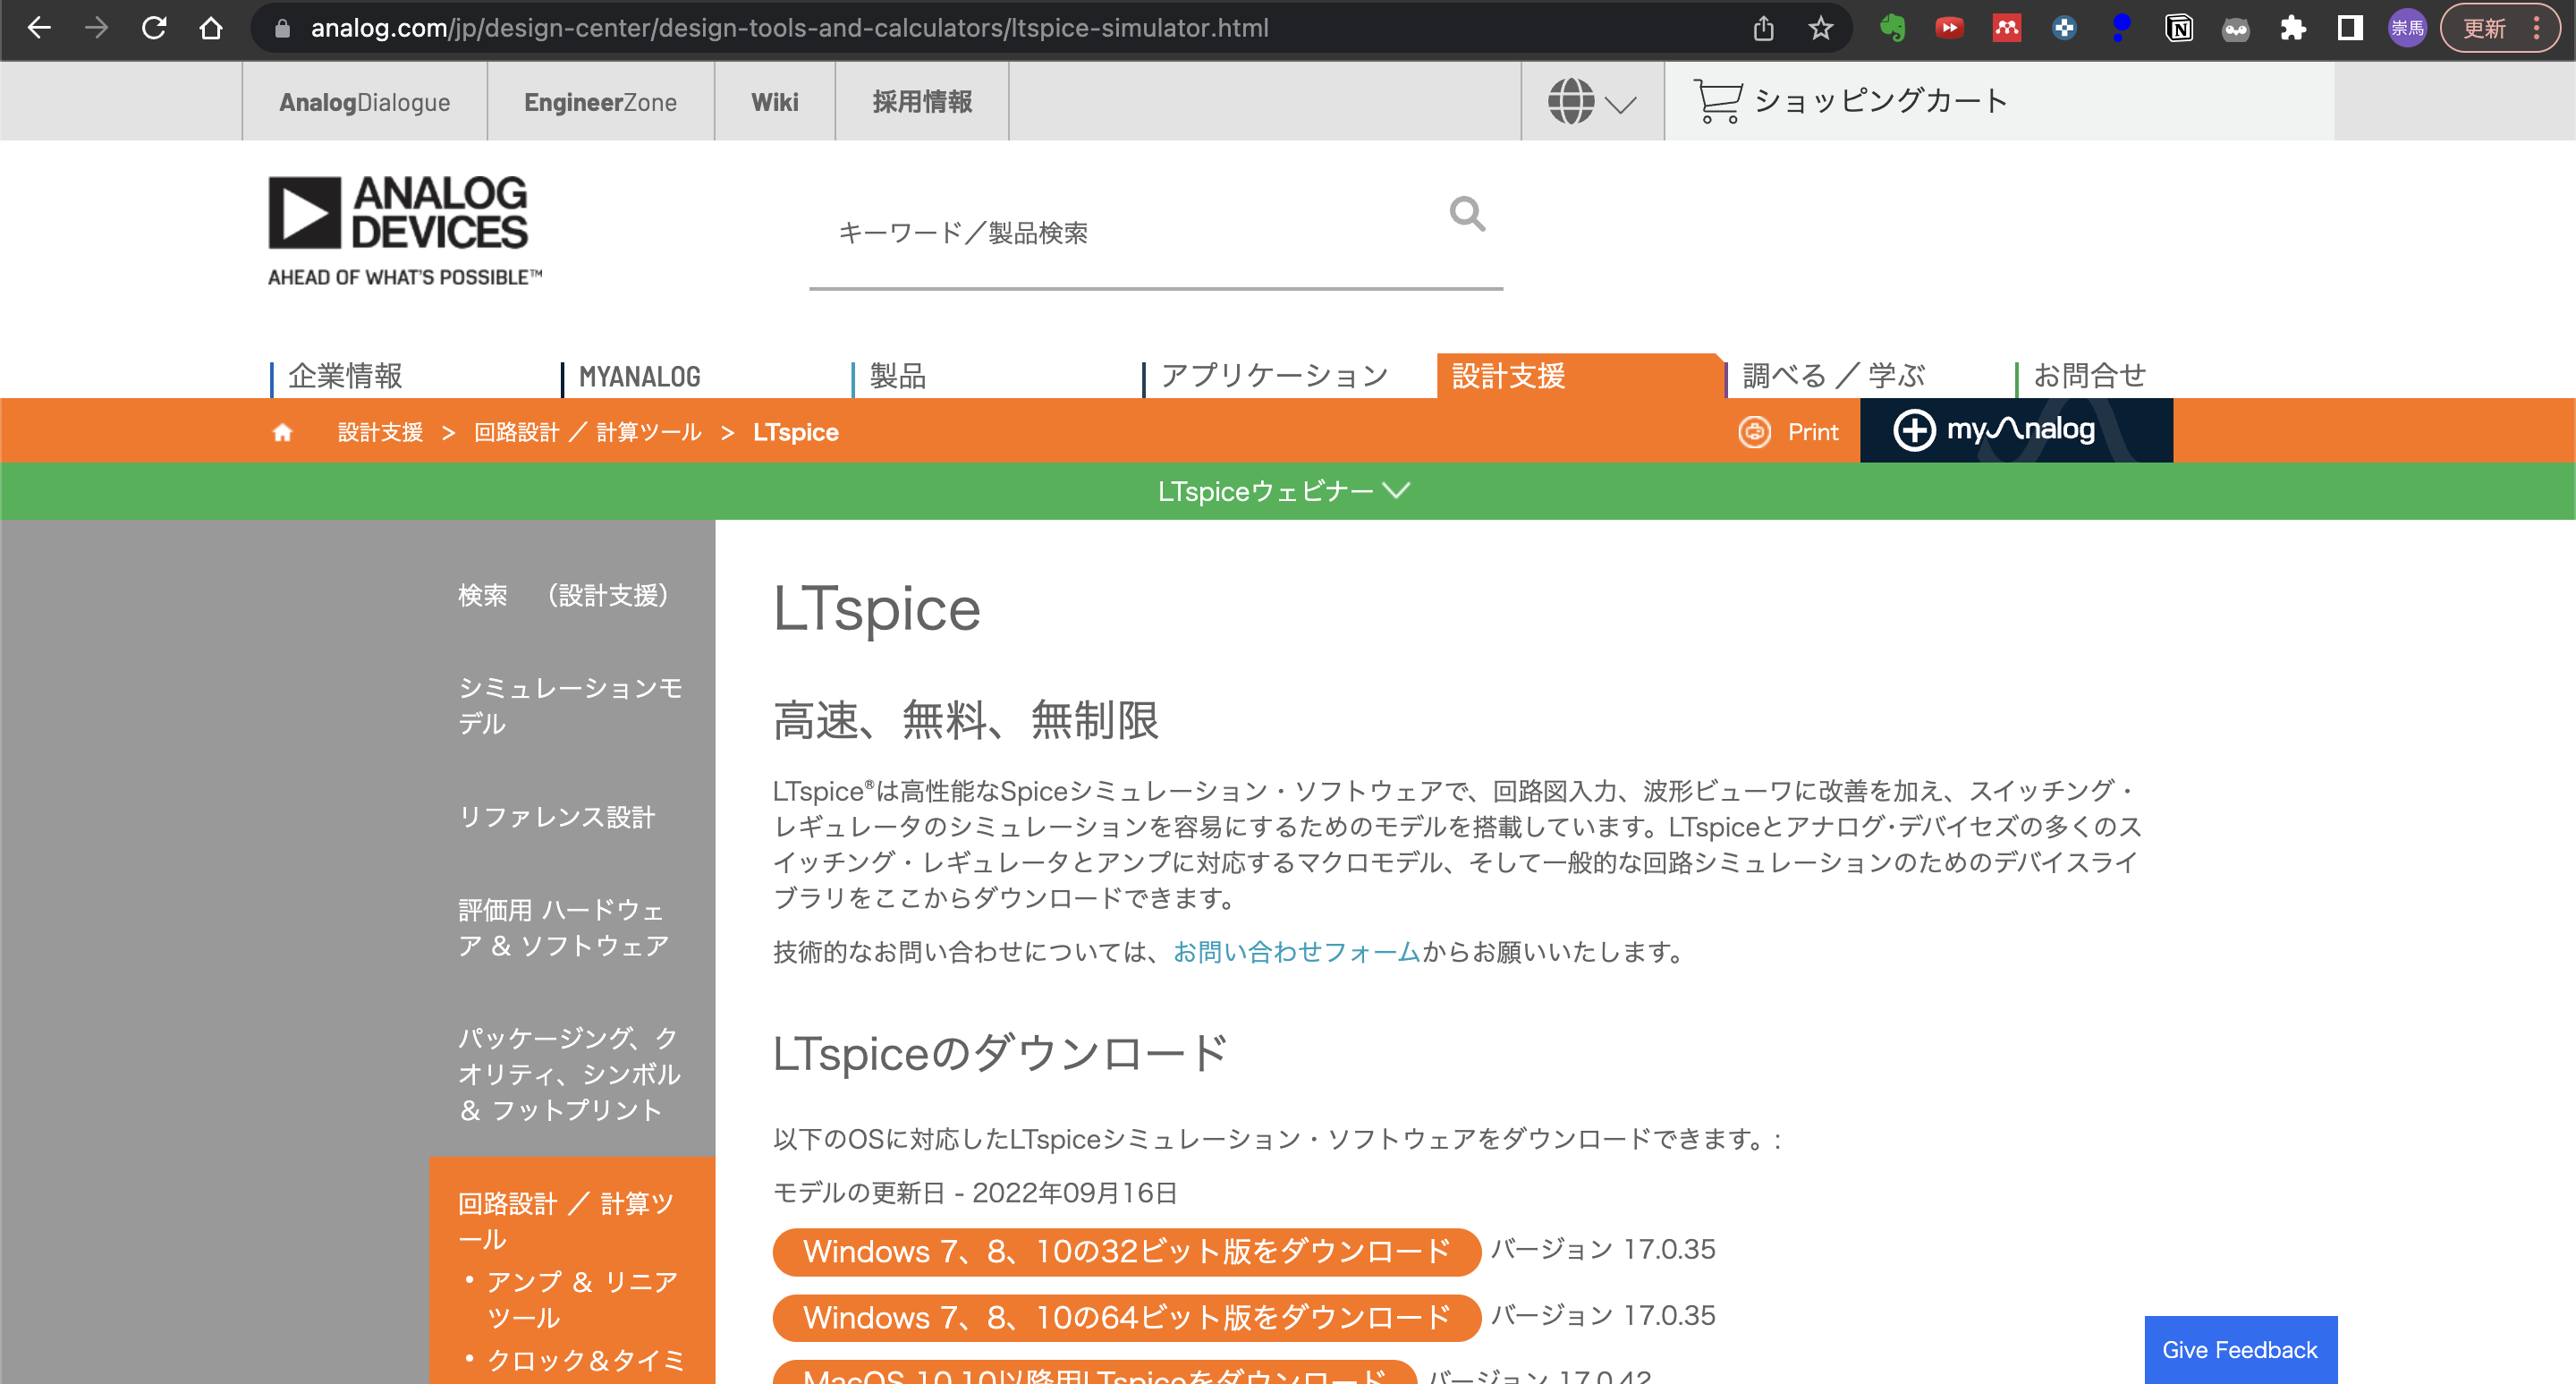 analog.com/jp/design-center/design-tools-and-calculators/ltspice-simulator.html
崇馬
更新
AnalogDialogue
EngineerZone
Wiki
採用情報
ショッピングカート
ANALOG
DEVICES
AHEAD OF WHAT'S POSSIBLE™
キーワード／製品検索
企業情報
MYANALOG
製品
アプリケーション
設計支援
調べる ／ 学ぶ
お問合せ
設計支援 > 回路設計 ／ 計算ツール > LTspice
Print
myAnalog
LTspiceウェビナー
検索 （設計支援）
シミュレーションモ
デル
リファレンス設計
評価用 ハードウェ
ア & ソフトウェア
パッケージング、ク
オリティ、シンボル
& フットプリント
回路設計 ／ 計算ツ
ール
• アンプ & リニア
ツール
• クロック&タイミ
LTspice
高速、無料、無制限
LTspice®は高性能なSpiceシミュレーション・ソフトウェアで、回路図入力、波形ビューワに改善を加え、スイッチング・
レギュレータのシミュレーションを容易にするためのモデルを搭載しています。LTspiceとアナログ･デバイセズの多くのス
イッチング・レギュレータとアンプに対応するマクロモデル、そして一般的な回路シミュレーションのためのデバイスライ
ブラリをここからダウンロードできます。
技術的なお問い合わせについては、お問い合わせフォームからお願いいたします。
LTspiceのダウンロード
以下のOSに対応したLTspiceシミュレーション・ソフトウェアをダウンロードできます。:
モデルの更新日 - 2022年09月16日
Windows 7、8、10の32ビット版をダウンロード バージョン 17.0.35
Windows 7、8、10の64ビット版をダウンロード バージョン 17.0.35
MacOS 10.10以降用LTspiceをダウンロード バージョン 17.0.42
Give Feedback